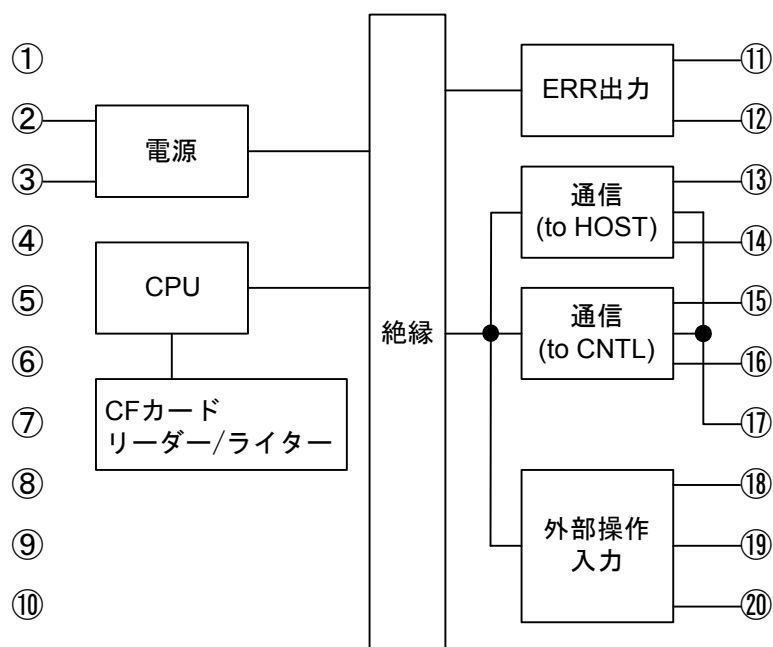 ①
②
③
④
⑤
⑥
⑦
⑧
⑨
⑩
電源
CPU
CFカード
リーダー/ライター
絶縁
ERR出力
通信
(to HOST)
通信
(to CNTL)
外部操作
入力
⑪
⑫
⑬
⑭
⑮
⑯
⑰
⑱
⑲
⑳